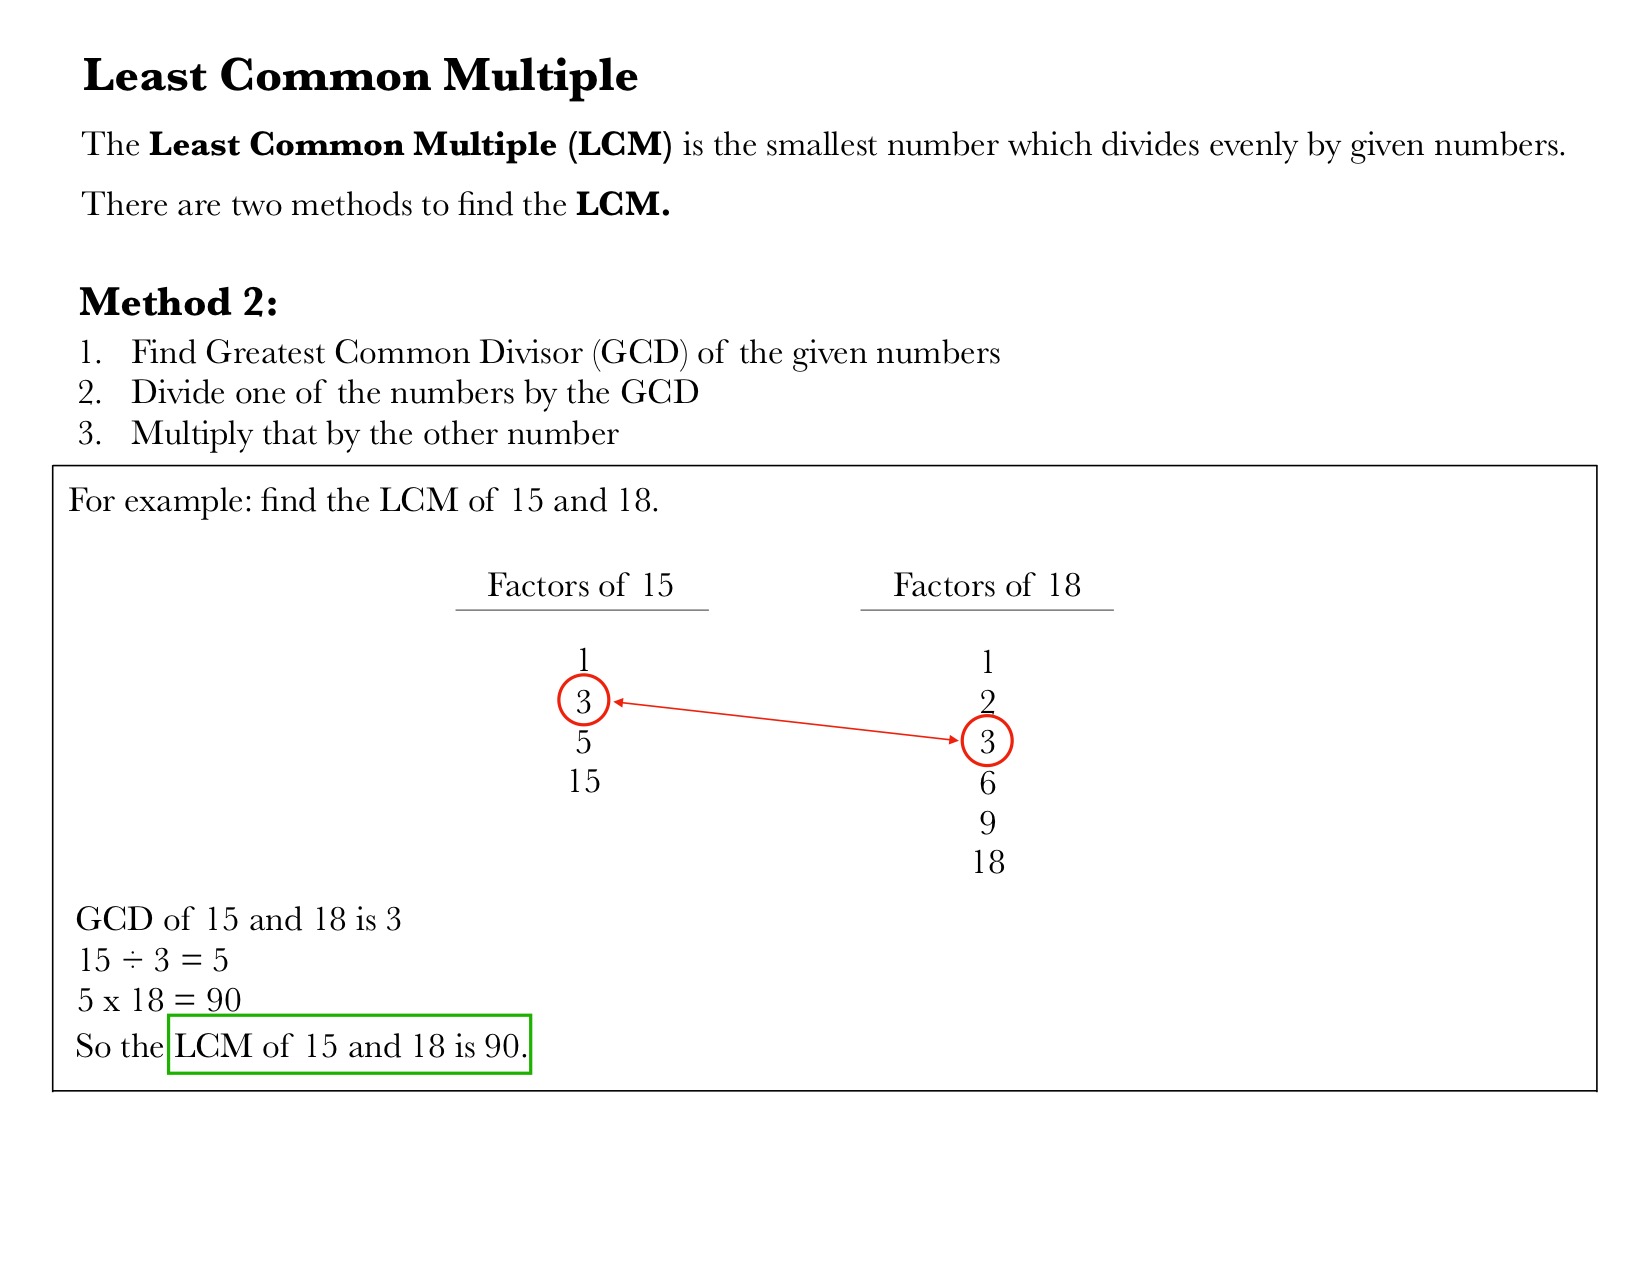 Least Common Multiple
The Least Common Multiple (LCM) is the smallest number which divides evenly by given numbers.
There are two methods to find the LCM.
Method 2:
1. Find Greatest Common Divisor (GCD) of the given numbers
2. Divide one of the numbers by the GCD
3. Multiply that by the other number
For example: find the LCM of 15 and 18.
Factors of 15
1
3
5
15
Factors of 18
1
2
3
6
9
18
GCD of 15 and 18 is 3
15 ÷ 3 = 5
5 x 18 = 90
So the LCM of 15 and 18 is 90.